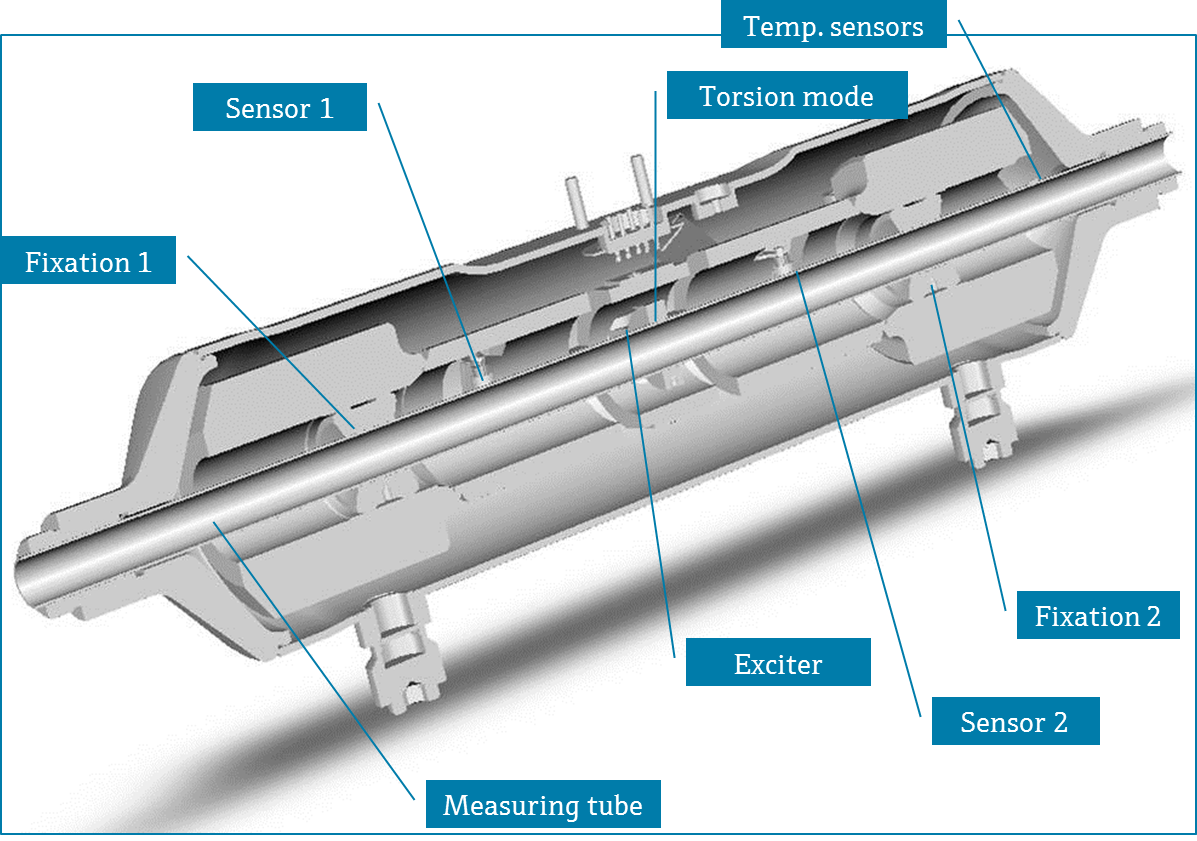 Temp. sensors
Torsion mode
Sensor 1
Fixation 1
Fixation 2
Exciter
Sensor 2
Measuring tube